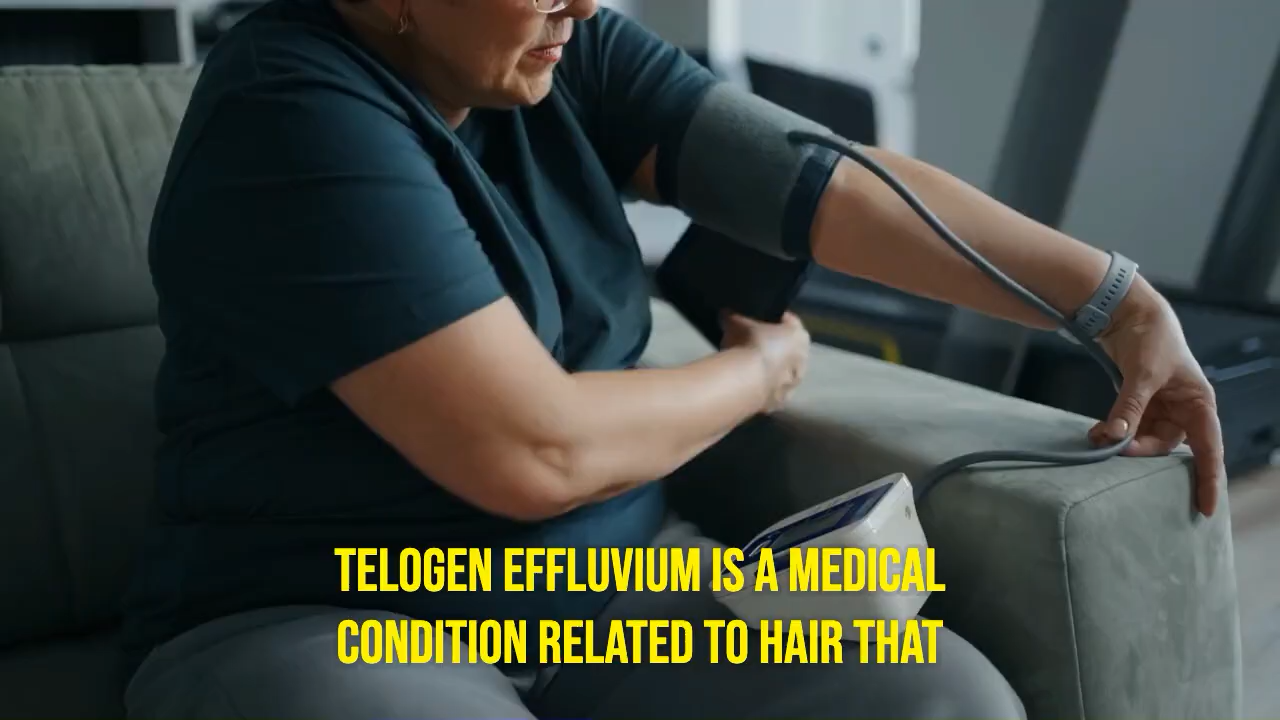 TELOGEN EFFLUVIUM IS A MEDICAL
CONDITION RELATED TO HAIR THAT